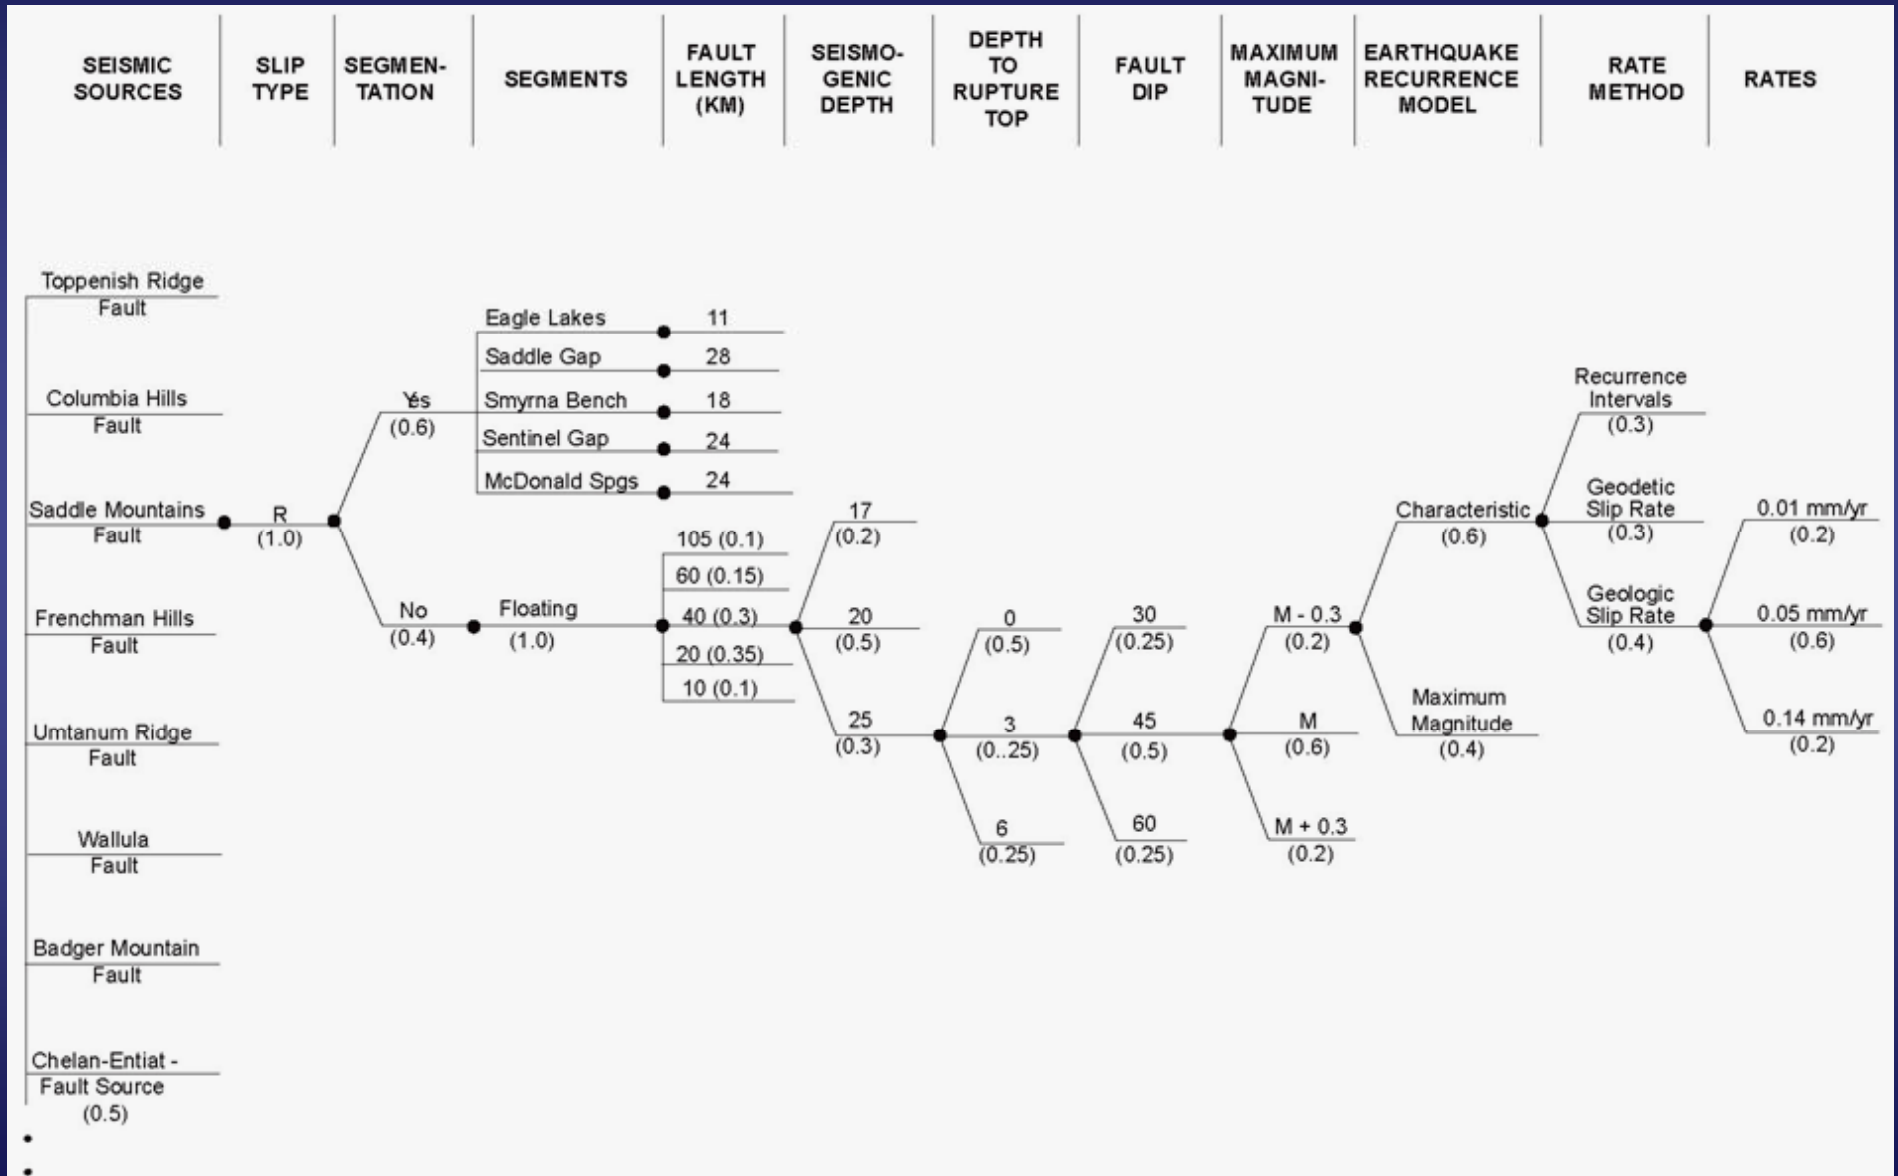 SEISMIC
SOURCES
SLIP
TYPE
SEGMEN-
TATION
SEGMENTS
FAULT
LENGTH
(KM)
SEISMO-
GENIC
DEPTH
DEPTH
TO
RUPTURE
TOP
FAULT
DIP
MAXIMUM
MAGNI-
TUDE
EARTHQUAKE
RECURRENCE
MODEL
RATE
METHOD
RATES
Toppenish Ridge
Fault
Columbia Hills
Fault
Saddle Mountains
Fault
Frenchman Hills
Fault
Umtanum Ridge
Fault
Wallula
Fault
Badger Mountain
Fault
Chelan-Entiat -
Fault Source
(0.5)
R
(1.0)
Yes
(0.6)
No
(0.4)
Eagle Lakes
Saddle Gap
Smyrna Bench
Sentinel Gap
McDonald Spgs
Floating
(1.0)
11
28
18
24
24
105 (0.1)
60 (0.15)
40 (0.3)
20 (0.35)
10 (0.1)
17
(0.2)
20
(0.5)
25
(0.3)
0
(0.5)
3
(0..25)
6
(0.25)
30
(0.25)
45
(0.5)
60
(0.25)
M - 0.3
(0.2)
M
(0.6)
M + 0.3
(0.2)
Characteristic
(0.6)
Maximum
Magnitude
(0.4)
Recurrence
Intervals
(0.3)
Geodetic
Slip Rate
(0.3)
Geologic
Slip Rate
(0.4)
0.01 mm/yr
(0.2)
0.05 mm/yr
(0.6)
0.14 mm/yr
(0.2)